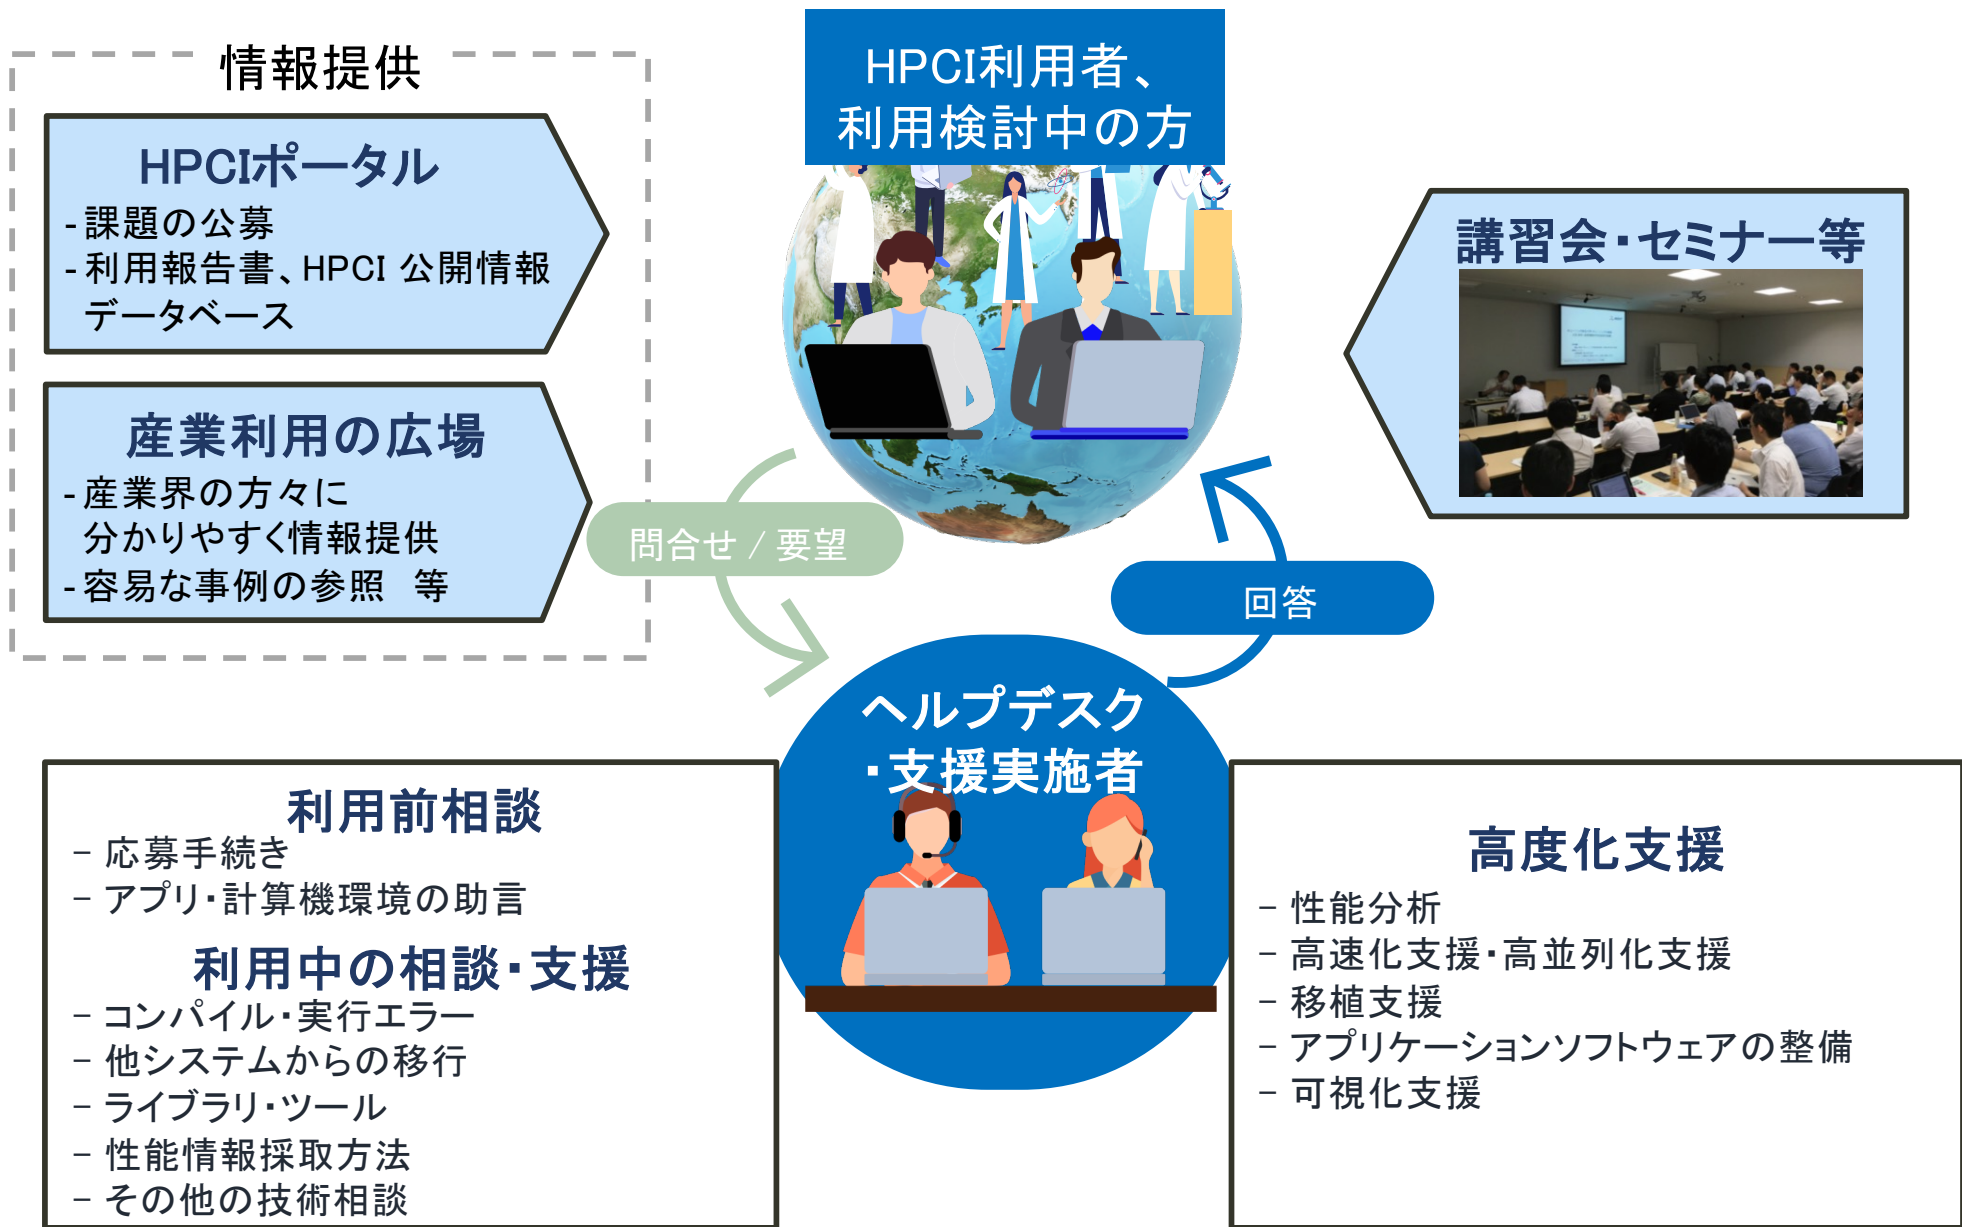 情報提供
HPCIポータル
-課題の公募
-利用報告書、HPCI 公開情報
データベース
産業利用の広場
-産業界の方々に
分かりやすく情報提供
-容易な事例の参照　等
HPCI利用者、
利用検討中の方
講習会・セミナー等
問合せ / 要望
回答
ヘルプデスク
・支援実施者
利用前相談
- 応募手続き
- アプリ・計算機環境の助言
利用中の相談・支援
- コンパイル・実行エラー
- 他システムからの移行
- ライブラリ・ツール
- 性能情報採取方法
- その他の技術相談
高度化支援
- 性能分析
- 高速化支援・高並列化支援
- 移植支援
- アプリケーションソフトウェアの整備
- 可視化支援